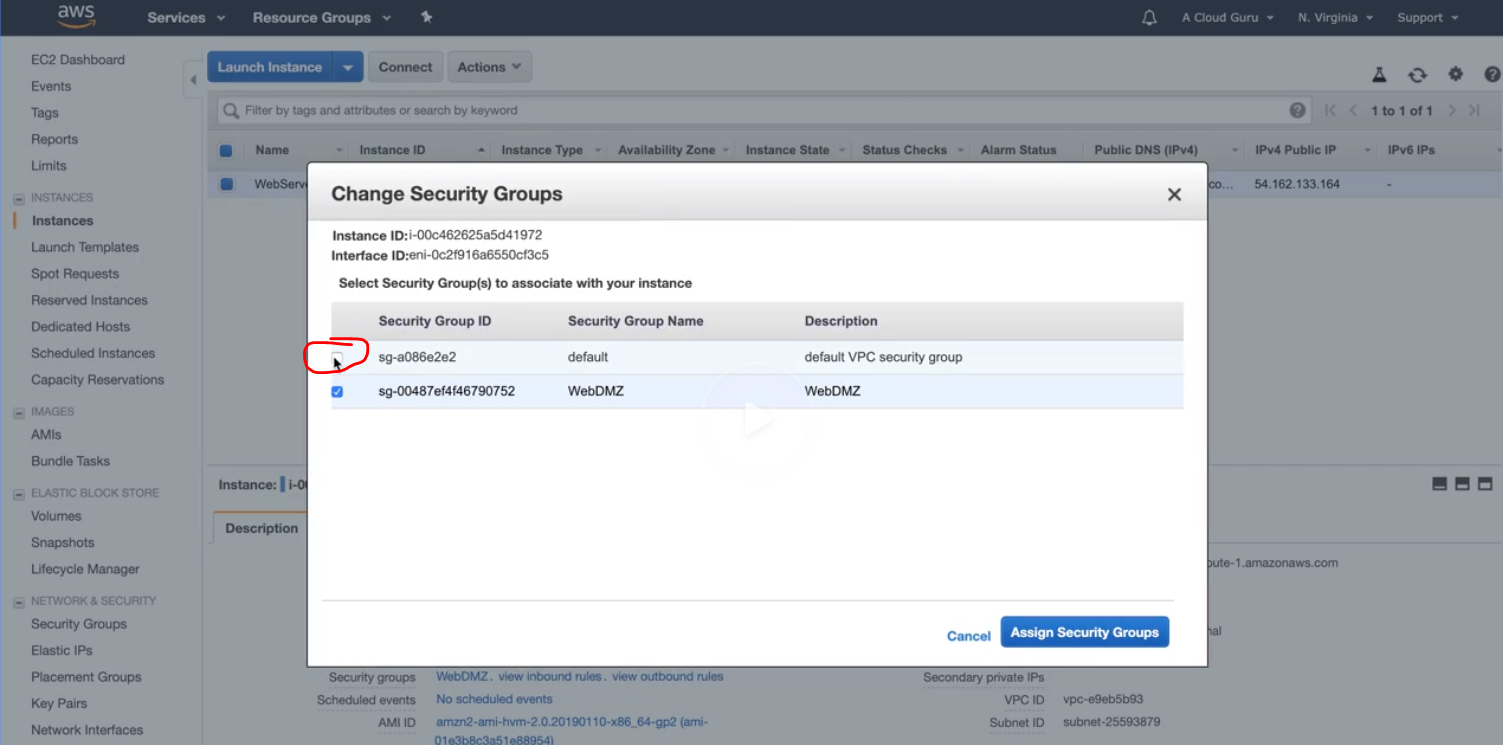 aws Services Resource Groups A Cloud Guru N. Virginia Support
EC2 Dashboard
Events
Tags
Reports
Limits
INSTANCES
Instances
Launch Templates
Spot Requests
Reserved Instances
Dedicated Hosts
Scheduled Instances
Capacity Reservations
IMAGES
AMIs
Bundle Tasks
ELASTIC BLOCK STORE
Volumes
Snapshots
Lifecycle Manager
NETWORK & SECURITY
Security Groups
Elastic IPs
Placement Groups
Key Pairs
Network Interfaces
Launch Instance Connect Actions
Filter by tags and attributes or search by keyword 1 to 1 of 1
Name Instance ID Instance Type Availability Zone Instance State Status Checks Alarm Status Public DNS (IPv4) IPv4 Public IP IPv6 IPs
WebServe co... 54.162.133.164 -
Change Security Groups
Instance ID:i-00c462625a5d41972
Interface ID:eni-0c2f916a6550cf3c5
Select Security Group(s) to associate with your instance
Security Group ID Security Group Name Description
sg-a086e2e2 default default VPC security group
sg-00487ef4f46790752 WebDMZ WebDMZ
Cancel Assign Security Groups
Instance: i-00
Description
oute-1.amazonaws.com
nal
Security groups WebDMZ. view inbound rules. view outbound rules Secondary private IPs
Scheduled events No scheduled events VPC ID vpc-e9eb5b93
AMI ID amzn2-ami-hvm-2.0.20190110-x86_64-gp2 (ami- Subnet ID subnet-25593879
01e3b8c3a51e88954)